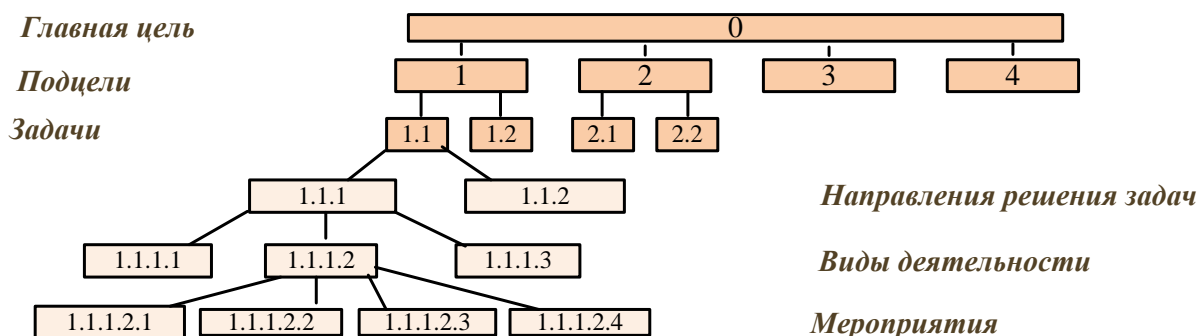 Главная цель
0
Подцели
1 2 3 4
Задачи
1.1 1.2 2.1 2.2
1.1.1 1.1.2
Направления решения задач
1.1.1.1 1.1.1.2 1.1.1.3
Виды деятельности
1.1.1.2.1 1.1.1.2.2 1.1.1.2.3 1.1.1.2.4
Мероприятия